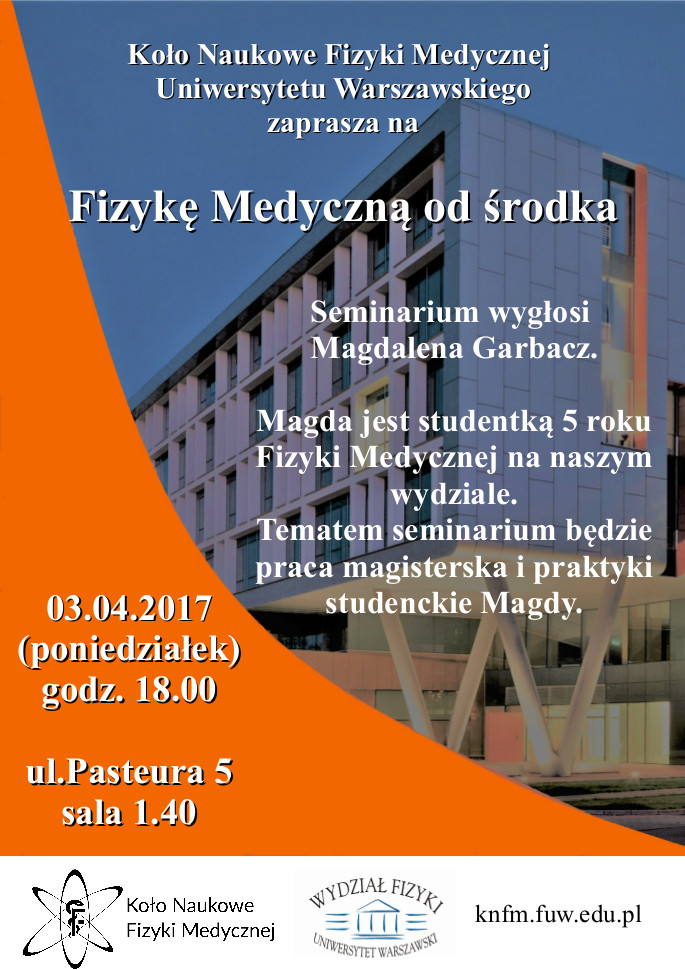 Koło Naukowe Fizyki Medycznej
Uniwersytetu Warszawskiego
zaprasza na
Fizykę Medyczną od środka
Seminarium wygłosi
Magdalena Garbacz.
Magda jest studentką 5 roku
Fizyki Medycznej na naszym
wydziale.
Tematem seminarium będzie
praca magisterska i praktyki
studenckie Magdy.
03.04.2017
(poniedziałek)
godz. 18.00
ul.Pasteura 5
sala 1.40
Koło Naukowe
Fizyki Medycznej
WYDZIAŁ FIZYKI
UNIWERSYTET WARSZAWSKI
knfm.fuw.edu.pl